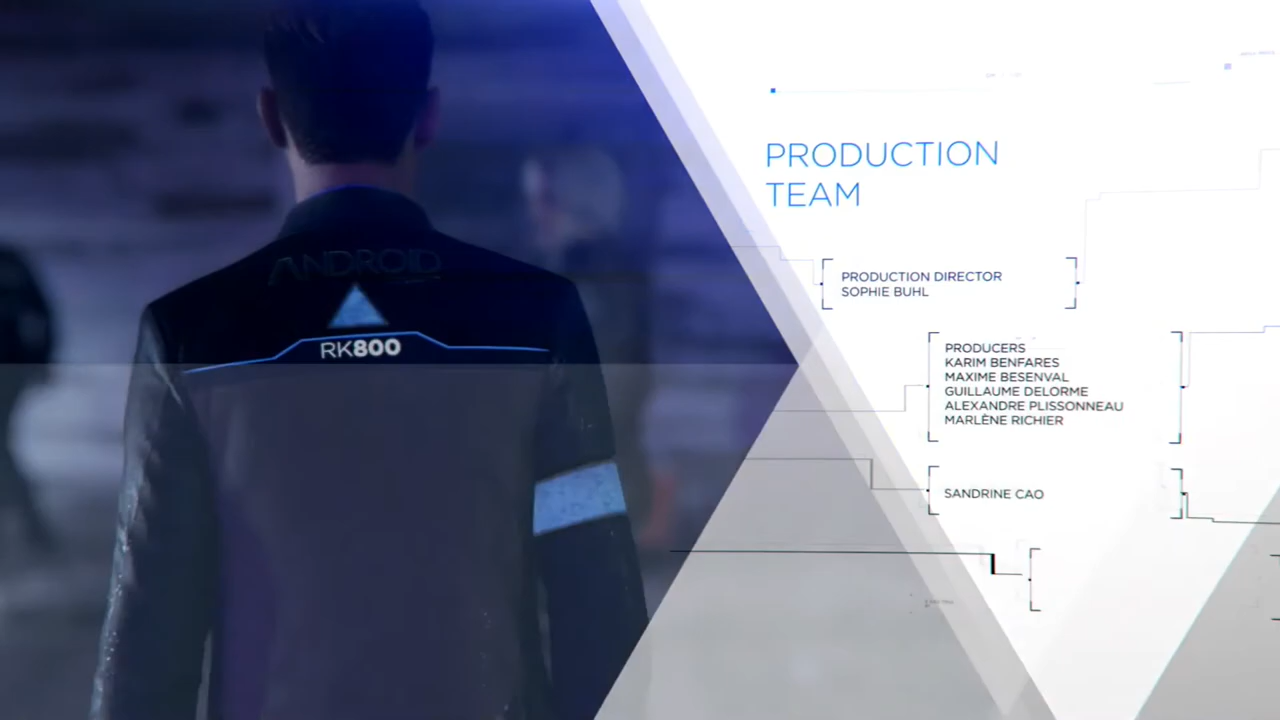 ANDROID
RK800
PRODUCTION
TEAM
PRODUCTION DIRECTOR
SOPHIE BUHL
PRODUCERS
KARIM BENFARES
MAXIME BESENVAL
GUILLAUME DELORME
ALEXANDRE PLISSONNEAU
MARLÈNE RICHIER
SANDRINE CAO